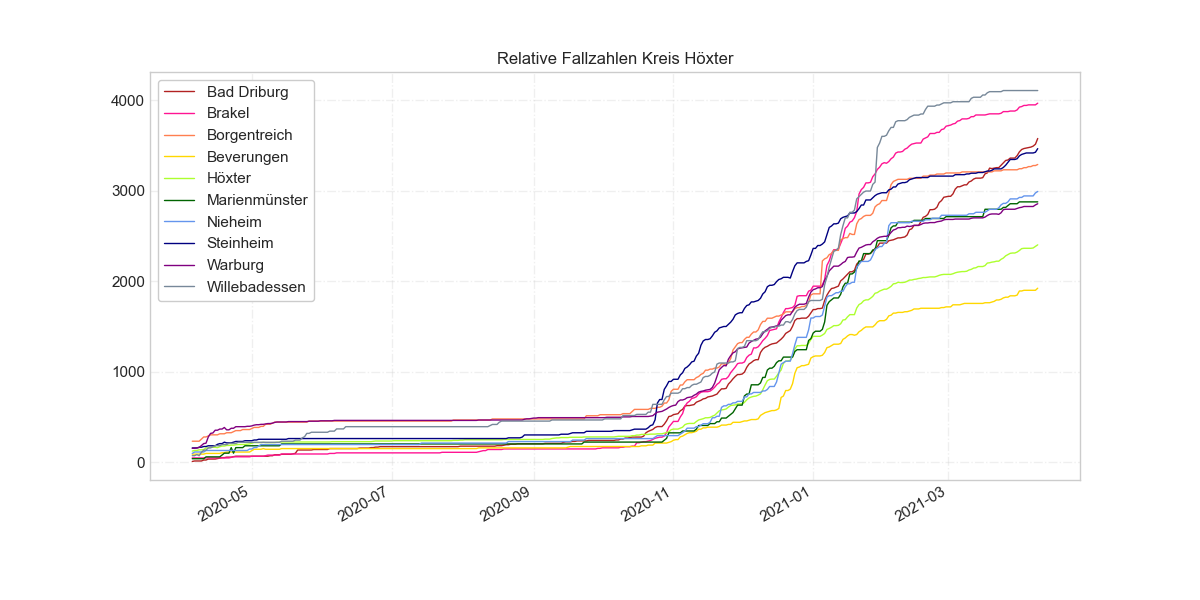 Relative Fallzahlen Kreis Höxter
4000
3000
2000
1000
0
Bad Driburg
Brakel
Borgentreich
Beverungen
Höxter
Marienmünster
Nieheim
Steinheim
Warburg
Willebadessen
2020-05
2020-07
2020-09
2020-11
2021-01
2021-03